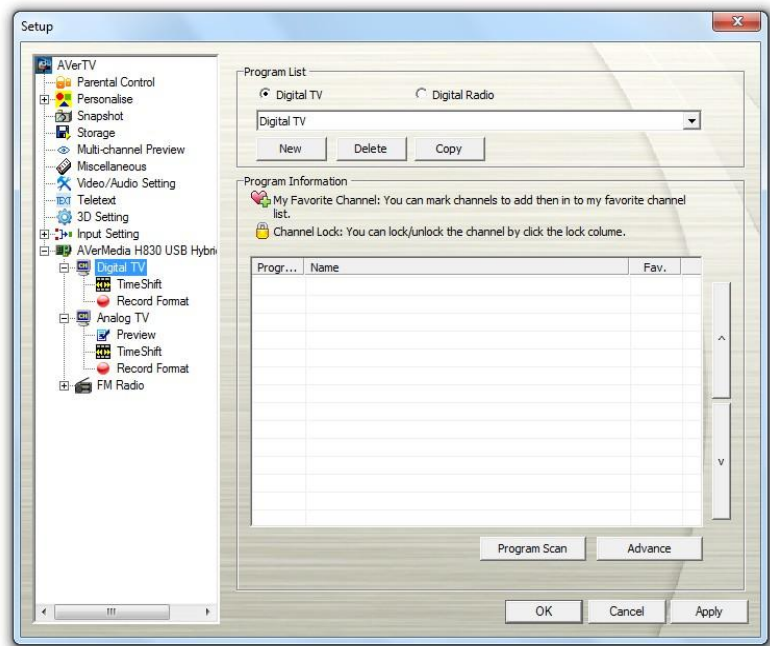 Setup
AVerTV
Parental Control
Personalise
Snapshot
Storage
Multi-channel Preview
Miscellaneous
Video/Audio Setting
TEXT Teletext
3D Setting
Input Setting
AVerMedia H830 USB Hybri
Digital TV
TimeShift
Record Format
Analog TV
Preview
TimeShift
Record Format
FM Radio
Program List
Digital TV Digital Radio
Digital TV
New Delete Copy
Program Information
My Favorite Channel: You can mark channels to add then in to my favorite channel
list.
Channel Lock: You can lock/unlock the channel by click the lock colume.
Progr... Name Fav.
Program Scan Advance
OK Cancel Apply